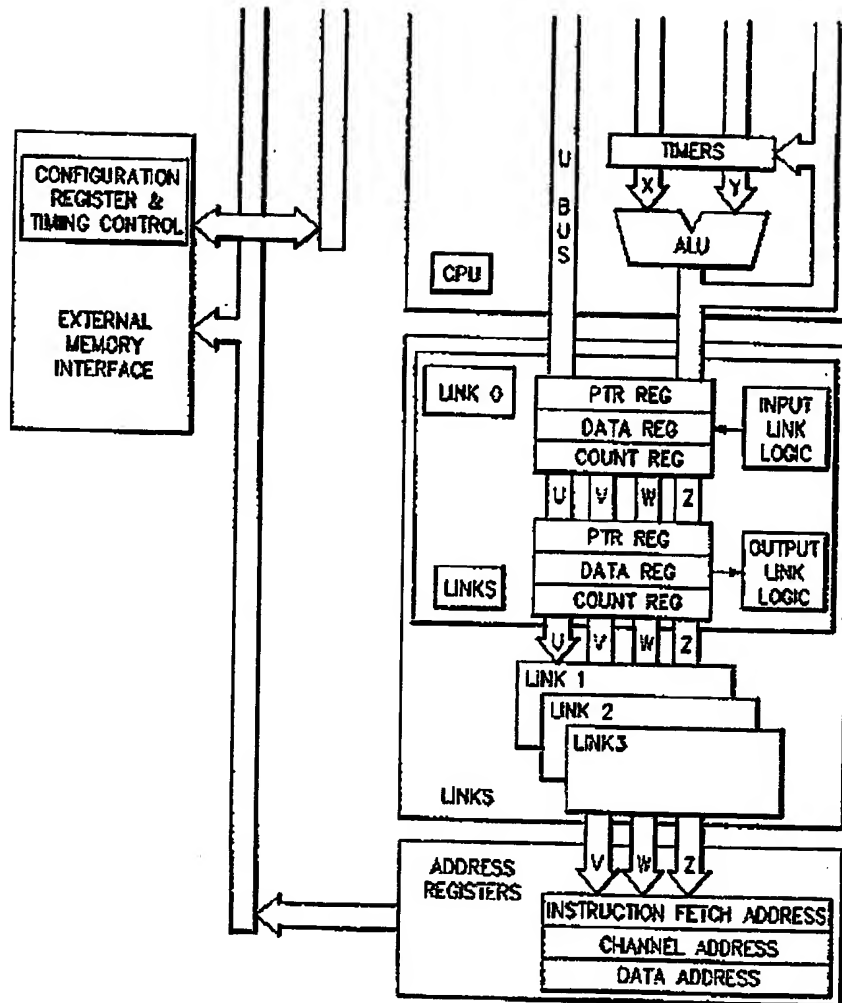 CONFIGURATION
REGISTER &
TIMING CONTROL
EXTERNAL
MEMORY
INTERFACE
U BUS
TIMERS
X Y
ALU
CPU
LINK 0
PTR REG
DATA REG
COUNT REG
INPUT
LINK
LOGIC
U V W Z
PTR REG
DATA REG
COUNT REG
OUTPUT
LINK
LOGIC
LINKS
U V W Z
LINK 1
LINK 2
LINK3
LINKS
V W Z
ADDRESS
REGISTERS
INSTRUCTION FETCH ADDRESS
CHANNEL ADDRESS
DATA ADDRESS